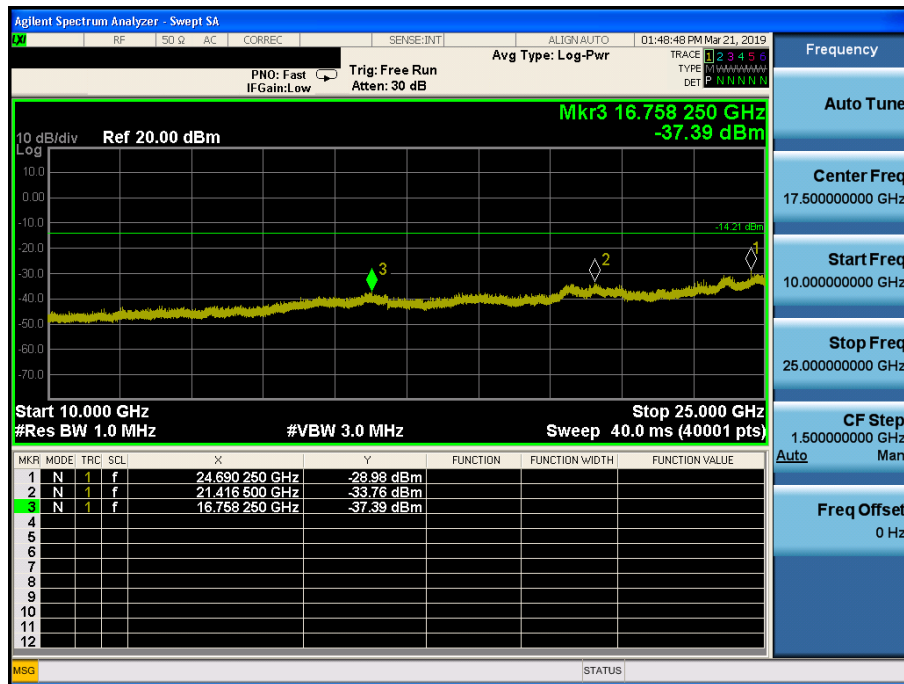 Agilent Spectrum Analyzer - Swept SA
LXI RF 50 Ω AC CORREC SENSE:INT ALIGN AUTO 01:48:48 PM Mar 21, 2019
Frequency
Avg Type: Log-Pwr
TRACE 1 2 3 4 5 6
PNO: Fast Trig: Free Run
TYPE M WWWWW
IFGain:Low Atten: 30 dB
DET P N N N N N
Auto Tune
Mkr3 16.758 250 GHz
-37.39 dBm
10 dB/div Ref 20.00 dBm
Log
10.0
0.00
-10.0
-20.0
-30.0
-40.0
-50.0
-60.0
-70.0
-14.21 dBm
1
2
3
Center Freq
17.500000000 GHz
Start Freq
10.000000000 GHz
Stop Freq
25.000000000 GHz
Start 10.000 GHz Stop 25.000 GHz
#Res BW 1.0 MHz #VBW 3.0 MHz Sweep 40.0 ms (40001 pts)
CF Step
1.500000000 GHz
Auto Man
MKR MODE TRC SCL X Y FUNCTION FUNCTION WIDTH FUNCTION VALUE
1 N 1 f 24.690 250 GHz -28.98 dBm
2 N 1 f 21.416 500 GHz -33.76 dBm
3 N 1 f 16.758 250 GHz -37.39 dBm
4
5
6
7
8
9
10
11
12
Freq Offset
0 Hz
MSG STATUS